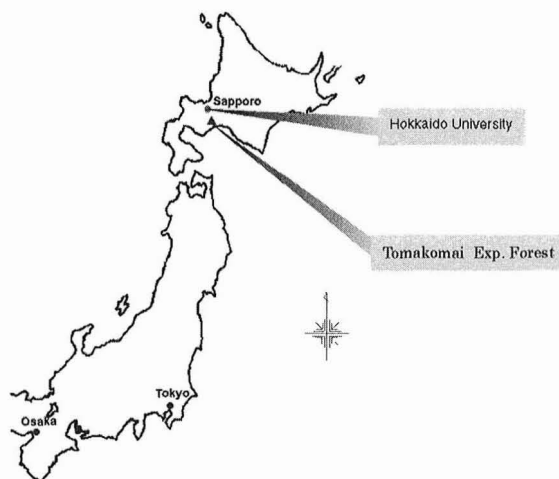 Sapporo
Hokkaido University
Tomakomai Exp. Forest
Tokyo
Osaka